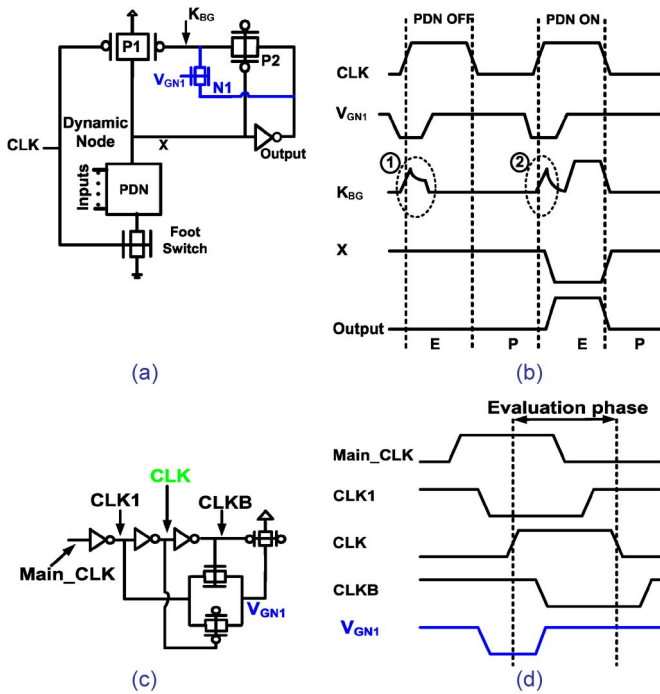 K_BG
P1
P2
V_GN1
N1
Dynamic
Node
CLK
X
Output
Inputs
PDN
Foot
Switch
(a)
PDN OFF
PDN ON
CLK
V_GN1
1
2
K_BG
X
Output
E
P
E
P
(b)
CLK
CLK1
CLKB
Main_CLK
V_GN1
(c)
Evaluation phase
Main_CLK
CLK1
CLK
CLKB
V_GN1
(d)